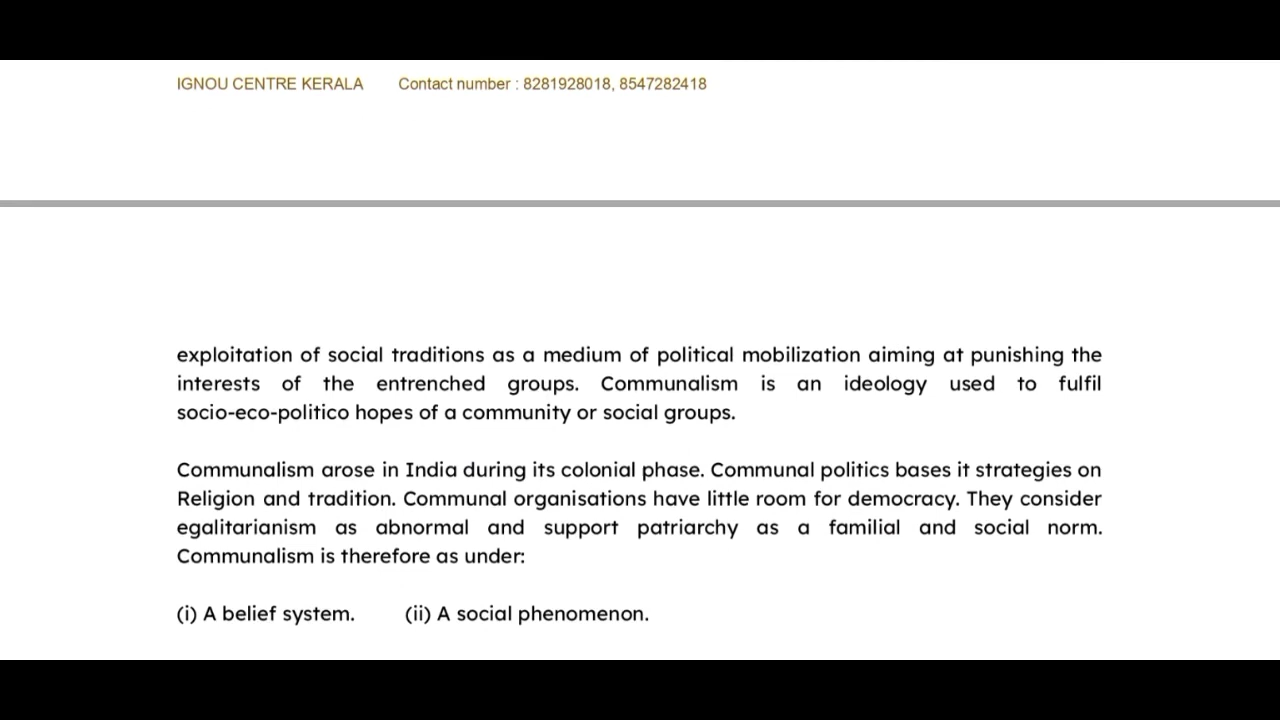 IGNOU CENTRE KERALA Contact number : 8281928018, 8547282418
exploitation of social traditions as a medium of political mobilization aiming at punishing the
interests of the entrenched groups. Communalism is an ideology used to fulfil
socio-eco-politico hopes of a community or social groups.
Communalism arose in India during its colonial phase. Communal politics bases it strategies on
Religion and tradition. Communal organisations have little room for democracy. They consider
egalitarianism as abnormal and support patriarchy as a familial and social norm.
Communalism is therefore as under:
(i) A belief system. (ii) A social phenomenon.